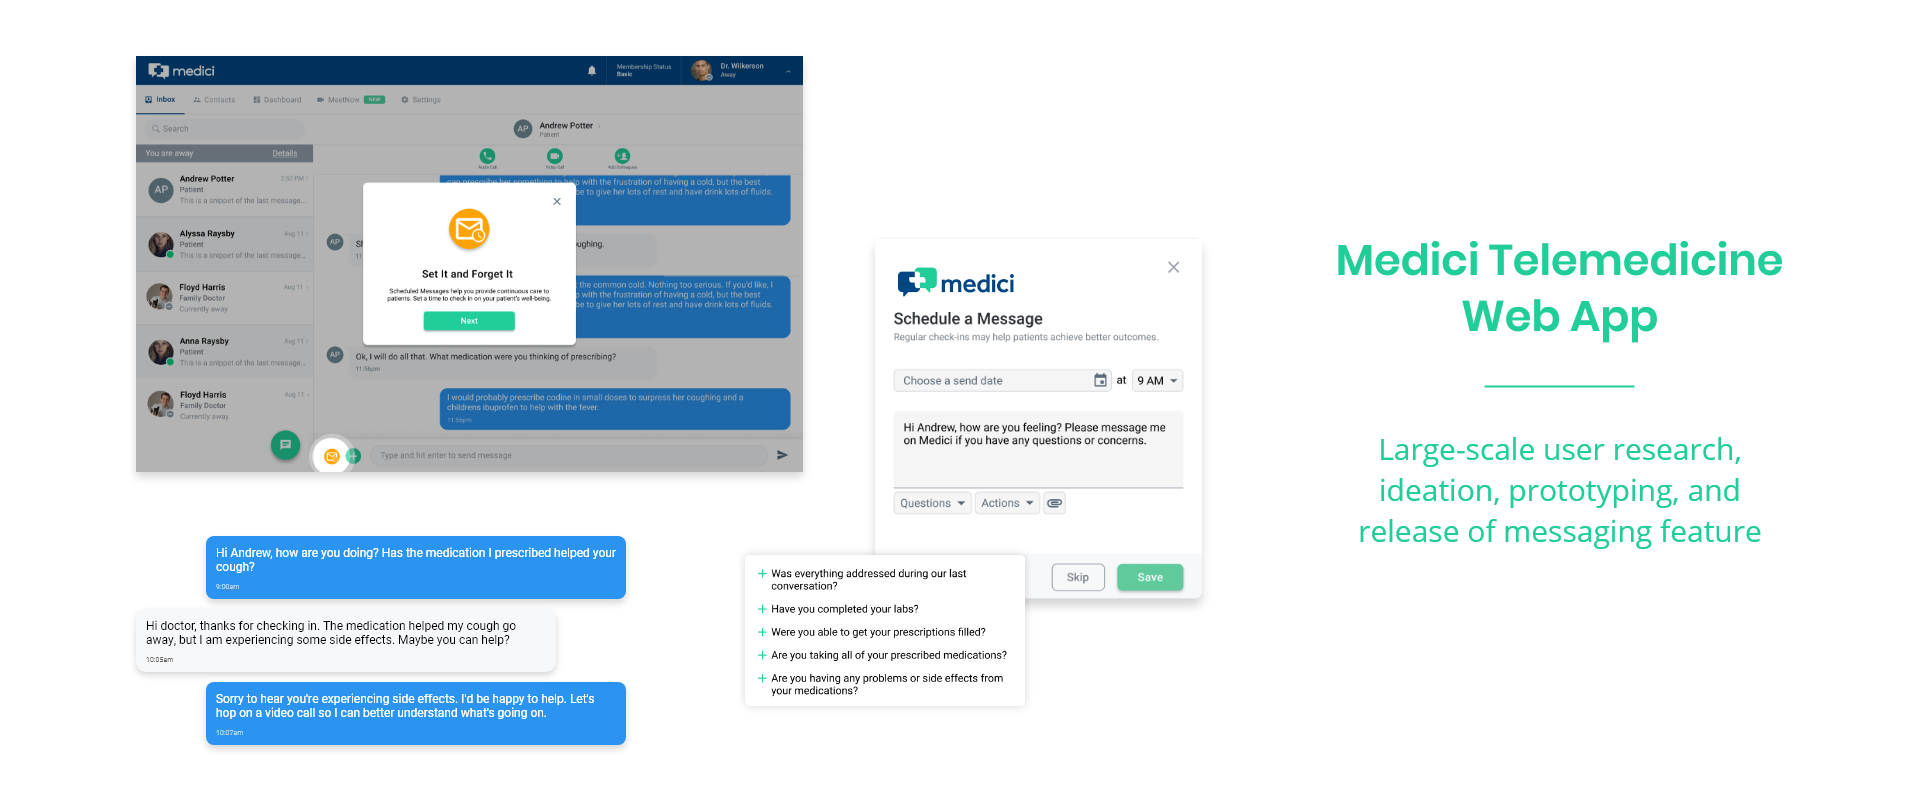 medici
Membership Status
Basic
Dr. Wilkerson
Away
Inbox
Contacts
Dashboard
MeetNow
NEW
Settings
Search
Andrew Potter
Patient
AP
You are away
Details
Audio Call
Video Call
Add Colleagues
AP
Andrew Potter
2:53 PM
Patient
This is a snippet of the last message...
Alyssa Raysby
Aug 11
Patient
This is a snippet of the last message...
Floyd Harris
Aug 11
Family Doctor
Currently away
Anna Raysby
Aug 11
Patient
This is a snippet of the last message...
Floyd Harris
Aug 11
Family Doctor
Currently away
can prescribe her something to help with the frustration of having a cold, but the best
be to give her lots of rest and have drink lots of fluids.
AP
ughing.
the common cold. Nothing too serious. If you'd like, I
with the frustration of having a cold, but the best
be to give her lots of rest and have drink lots of fluids.
Set It and Forget It
Scheduled Messages help you provide continuous care to
patients. Set a time to check in on your patient's well-being.
Next
AP
Ok, I will do all that. What medication were you thinking of prescribing?
11:56pm
I would probably prescribe codine in small doses to surpress her coughing and a
childrens ibuprofen to help with the fever.
11:56pm
Type and hit enter to send message
Hi Andrew, how are you doing? Has the medication I prescribed helped your
cough?
9:00am
Hi doctor, thanks for checking in. The medication helped my cough go
away, but I am experiencing some side effects. Maybe you can help?
10:05am
Sorry to hear you're experiencing side effects. I'd be happy to help. Let's
hop on a video call so I can better understand what's going on.
10:07am
medici
Schedule a Message
Regular check-ins may help patients achieve better outcomes.
Choose a send date
at
9 AM
Hi Andrew, how are you feeling? Please message me
on Medici if you have any questions or concerns.
Questions
Actions
Skip
Save
+ Was everything addressed during our last
conversation?
+ Have you completed your labs?
+ Were you able to get your prescriptions filled?
+ Are you taking all of your prescribed medications?
+ Are you having any problems or side effects from
your medications?
Medici Telemedicine
Web App
Large-scale user research,
ideation, prototyping, and
release of messaging feature